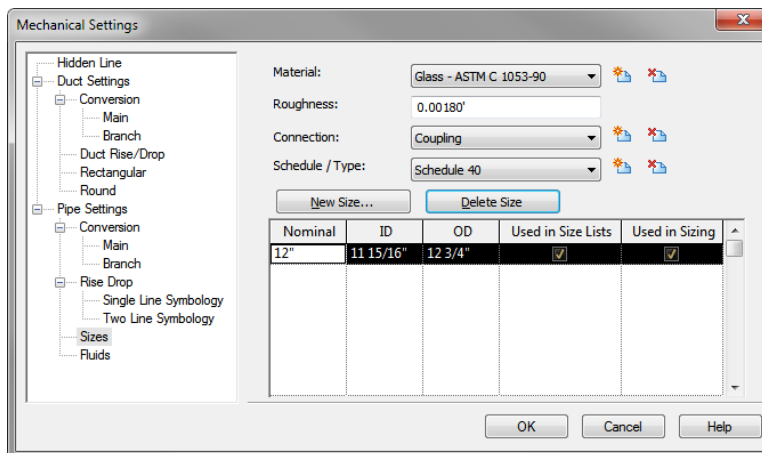 Mechanical Settings
Hidden Line
Duct Settings
Conversion
Main
Branch
Duct Rise/Drop
Rectangular
Round
Pipe Settings
Conversion
Main
Branch
Rise Drop
Single Line Symbology
Two Line Symbology
Sizes
Fluids
Material: Glass - ASTM C 1053-90
Roughness: 0.00180'
Connection: Coupling
Schedule / Type: Schedule 40
New Size... Delete Size
Nominal ID OD Used in Size Lists Used in Sizing
12" 11 15/16" 12 3/4"
OK Cancel Help